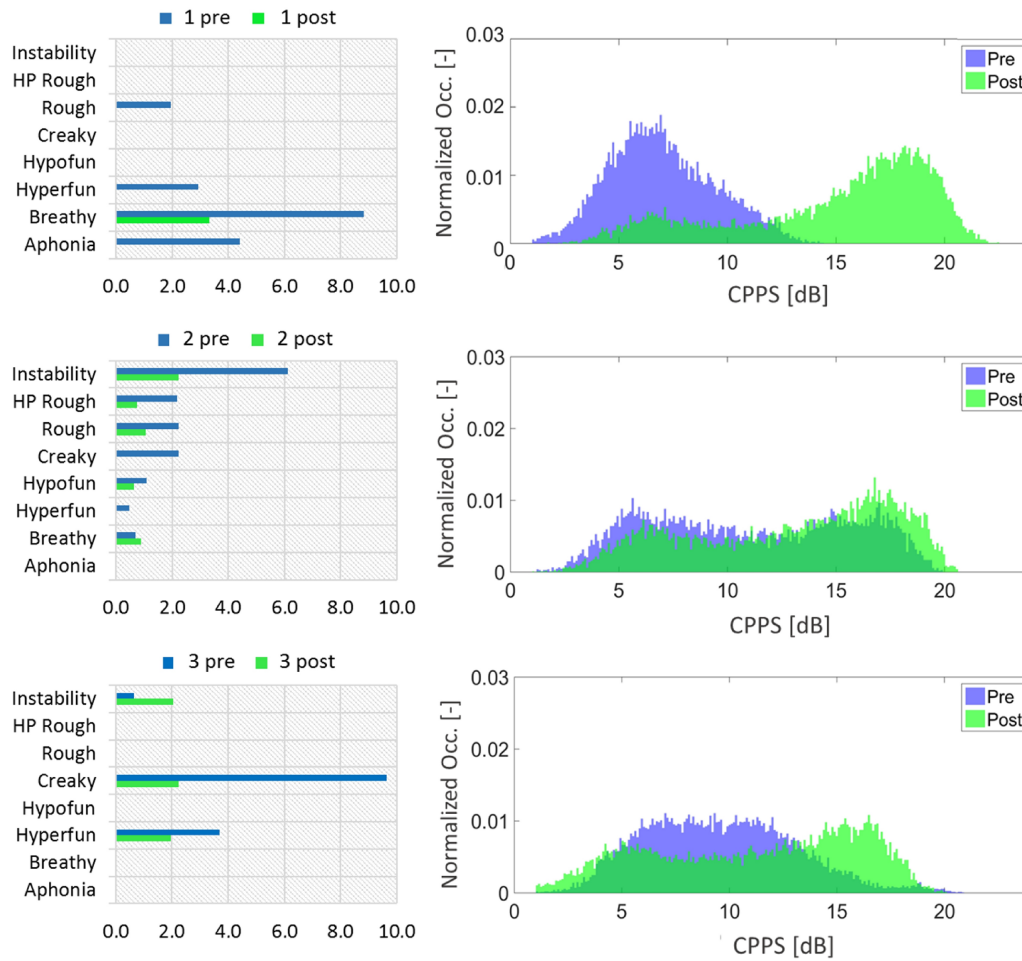 1 pre 1 post
Instability
HP Rough
Rough
Creaky
Hypofun
Hyperfun
Breathy
Aphonia
0.0 2.0 4.0 6.0 8.0 10.0
Normalized Occ. [-]
0.03
0.02
0.01
0
0 5 10 15 20
CPPS [dB]
Pre
Post
2 pre 2 post
Instability
HP Rough
Rough
Creaky
Hypofun
Hyperfun
Breathy
Aphonia
0.0 2.0 4.0 6.0 8.0 10.0
Normalized Occ. [-]
0.03
0.02
0.01
0
0 5 10 15 20
CPPS [dB]
Pre
Post
3 pre 3 post
Instability
HP Rough
Rough
Creaky
Hypofun
Hyperfun
Breathy
Aphonia
0.0 2.0 4.0 6.0 8.0 10.0
Normalized Occ. [-]
0.03
0.02
0.01
0
0 5 10 15 20
CPPS [dB]
Pre
Post